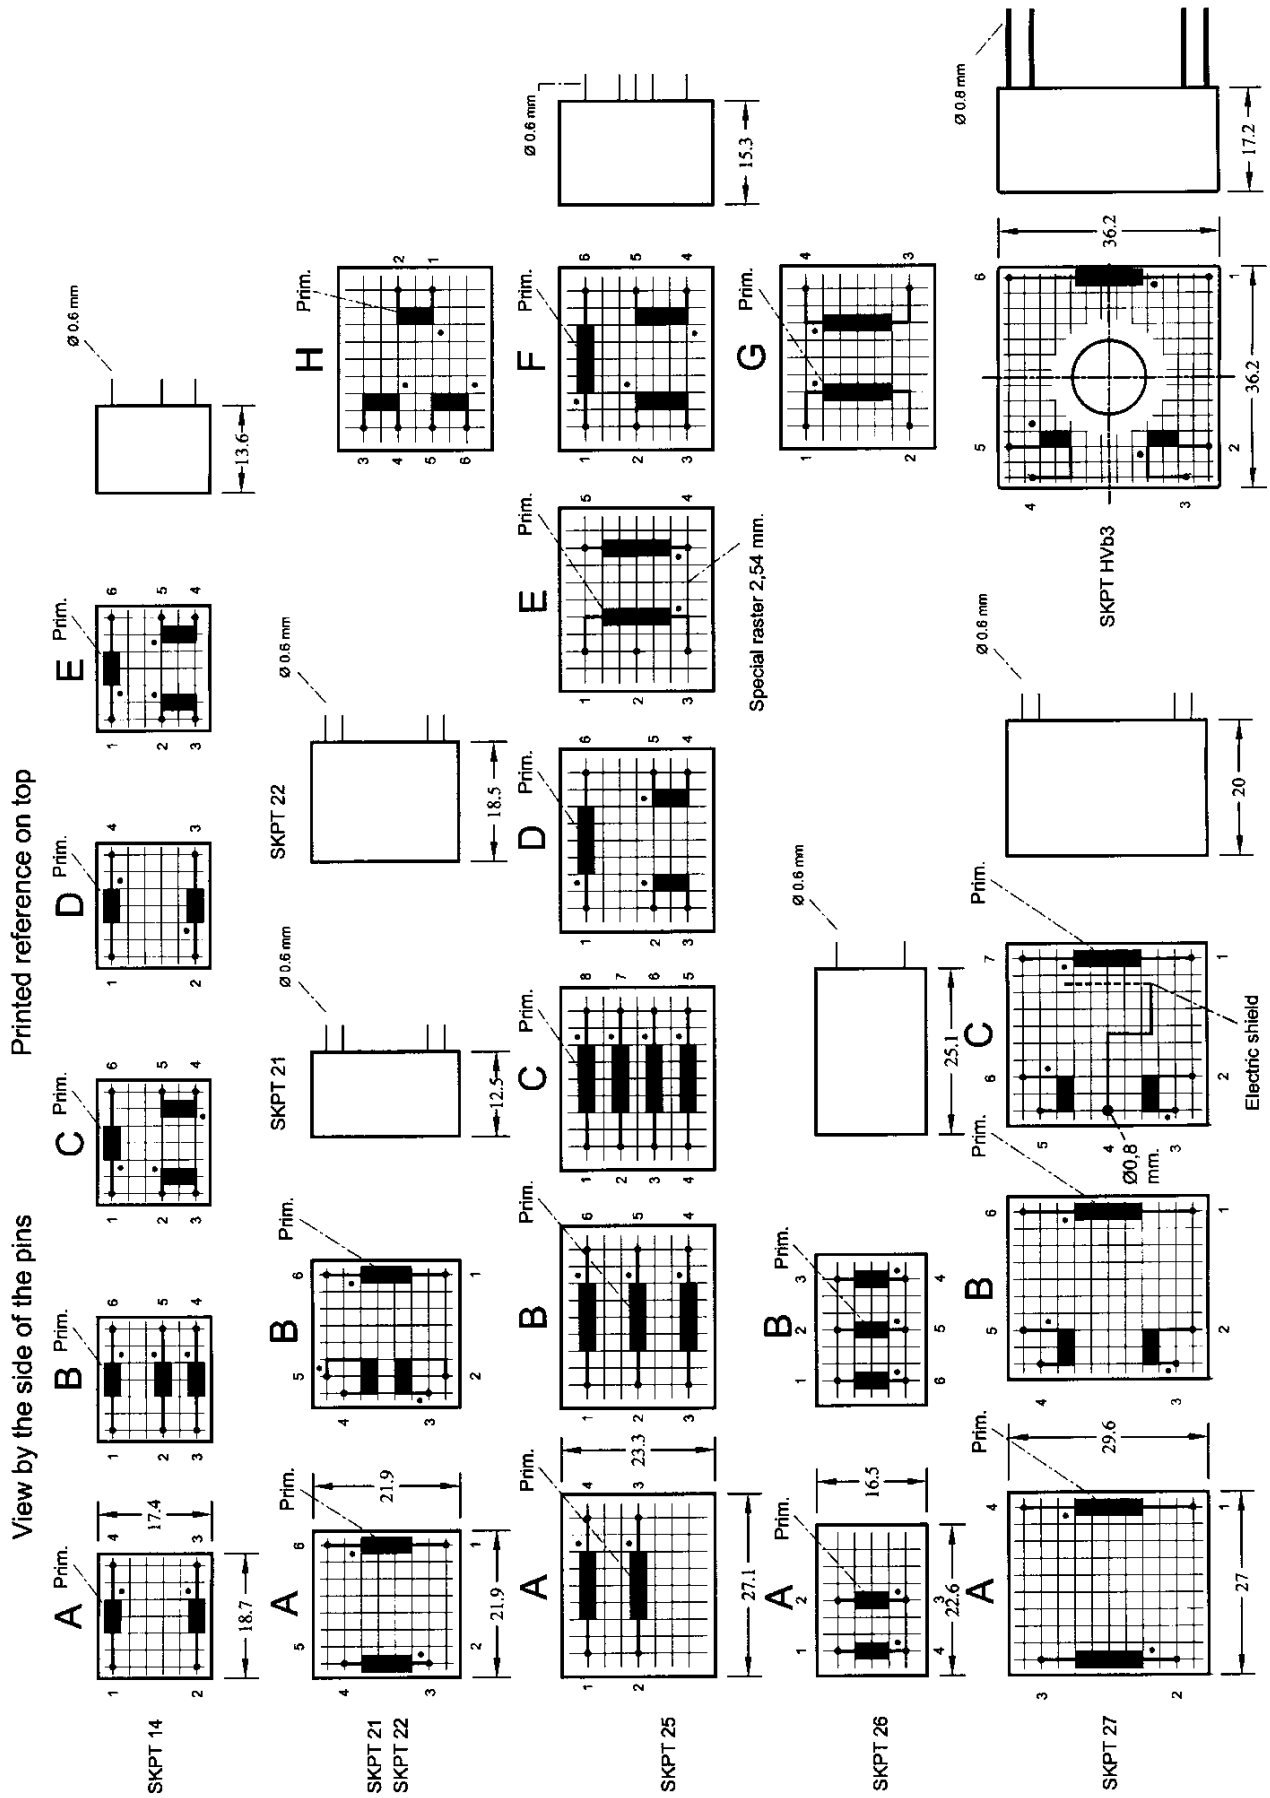 View by the side of the pins
Printed reference on top
SKPT 14
A
Prim.
1 4
2 3
17.4
18.7
B
Prim.
1 6
2 5
3 4
C
Prim.
1 6
2 5
3 4
D
Prim.
1 4
2 3
E
Prim.
1 6
2 5
3 4
Ø 0.6 mm
13.6
SKPT 21
SKPT 22
A
Prim.
5 6
4
3
2 1
21.9
21.9
B
Prim.
5 6
4
3
2 1
SKPT 21
Ø 0.6 mm
12.5
SKPT 22
Ø 0.6 mm
18.5
H
Prim.
3
4 2
5 1
6
SKPT 25
A
Prim.
1 4
2 3
23.3
27.1
B
Prim.
1 6
2 5
3 4
C
Prim.
1 8
2 7
3 6
4 5
D
Prim.
1 6
2 5
3 4
E
Prim.
1 5
2
3 4
Special raster 2,54 mm.
F
Prim.
1 6
2 5
3 4
Ø 0.6 mm
15.3
G
Prim.
1 4
2 3
SKPT 26
A
Prim.
1 2
4 3
16.5
22.6
B
Prim.
1 2 3
6 5 4
Ø 0.6 mm
25.1
SKPT 27
A
Prim.
3 4
2 1
29.6
27
B
Prim.
5 6
4
3
2 1
C
Prim.
6 7
5
4
3
2 1
Ø0,8
mm.
Electric shield
Ø 0.6 mm
20
SKPT HVb3
5 6
4
3
2 1
36.2
36.2
Ø 0.8 mm
17.2